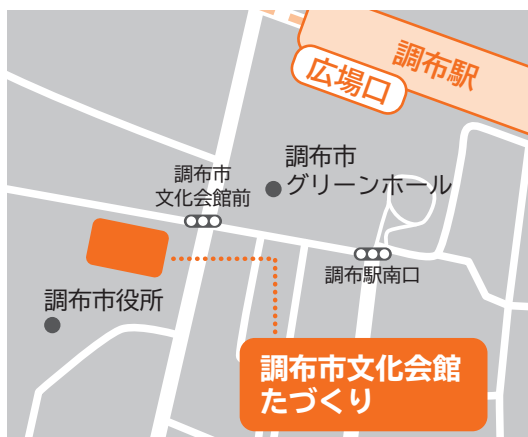 調布駅
広場口
調布市
グリーンホール
調布市
文化会館前
調布駅南口
調布市役所
調布市文化会館
たづくり